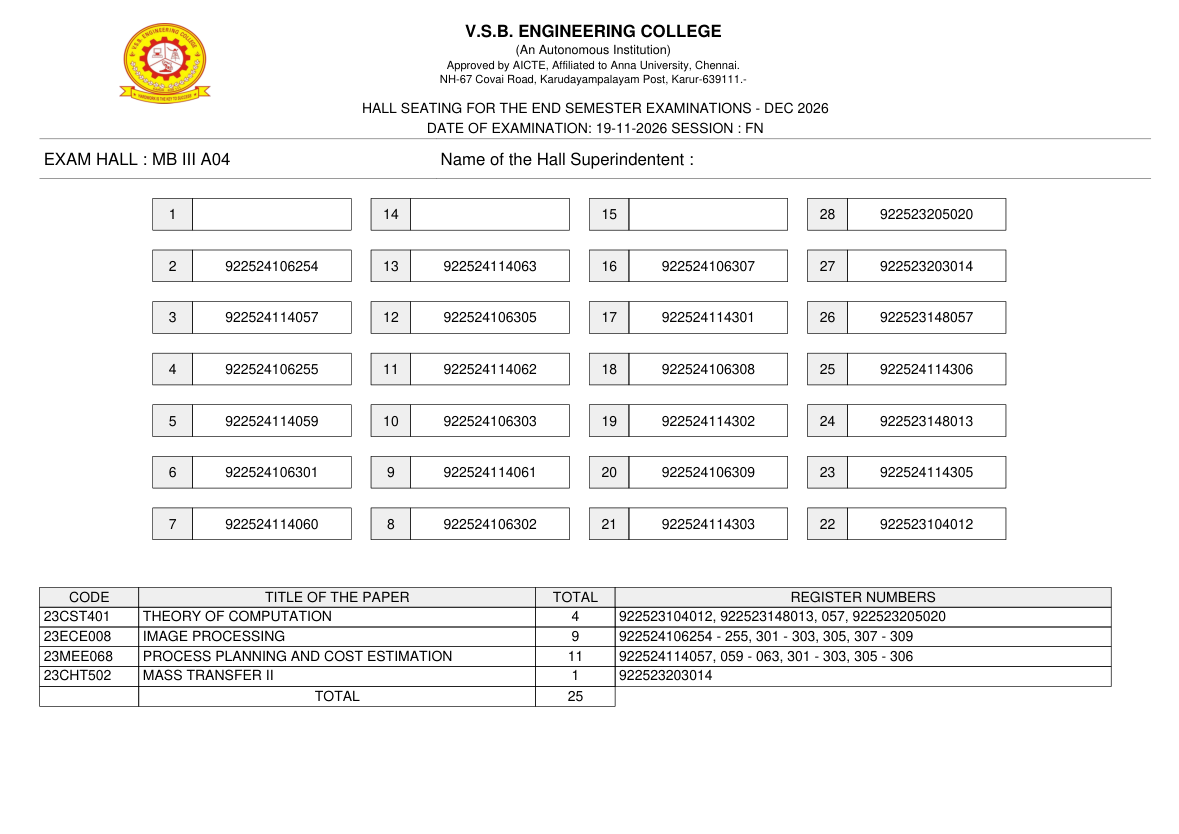 V.S.B. ENGINEERING COLLEGE
(An Autonomous Institution)
Approved by AICTE, Affiliated to Anna University, Chennai.
NH-67 Covai Road, Karudayampalayam Post, Karur-639111.-
HALL SEATING FOR THE END SEMESTER EXAMINATIONS - DEC 2026
DATE OF EXAMINATION: 19-11-2026 SESSION : FN
EXAM HALL : MB III A04 Name of the Hall Superintendent :
1 14 15 28 922523205020
2 922524106254 13 922524114063 16 922524106307 27 922523203014
3 922524114057 12 922524106305 17 922524114301 26 922523148057
4 922524106255 11 922524114062 18 922524106308 25 922524114306
5 922524114059 10 922524106303 19 922524114302 24 922523148013
6 922524106301 9 922524114061 20 922524106309 23 922524114305
7 922524114060 8 922524106302 21 922524114303 22 922523104012
CODE TITLE OF THE PAPER TOTAL REGISTER NUMBERS
23CST401 THEORY OF COMPUTATION 4 922523104012, 922523148013, 057, 922523205020
23ECE008 IMAGE PROCESSING 9 922524106254 - 255, 301 - 303, 305, 307 - 309
23MEE068 PROCESS PLANNING AND COST ESTIMATION 11 922524114057, 059 - 063, 301 - 303, 305 - 306
23CHT502 MASS TRANSFER II 1 922523203014
TOTAL 25